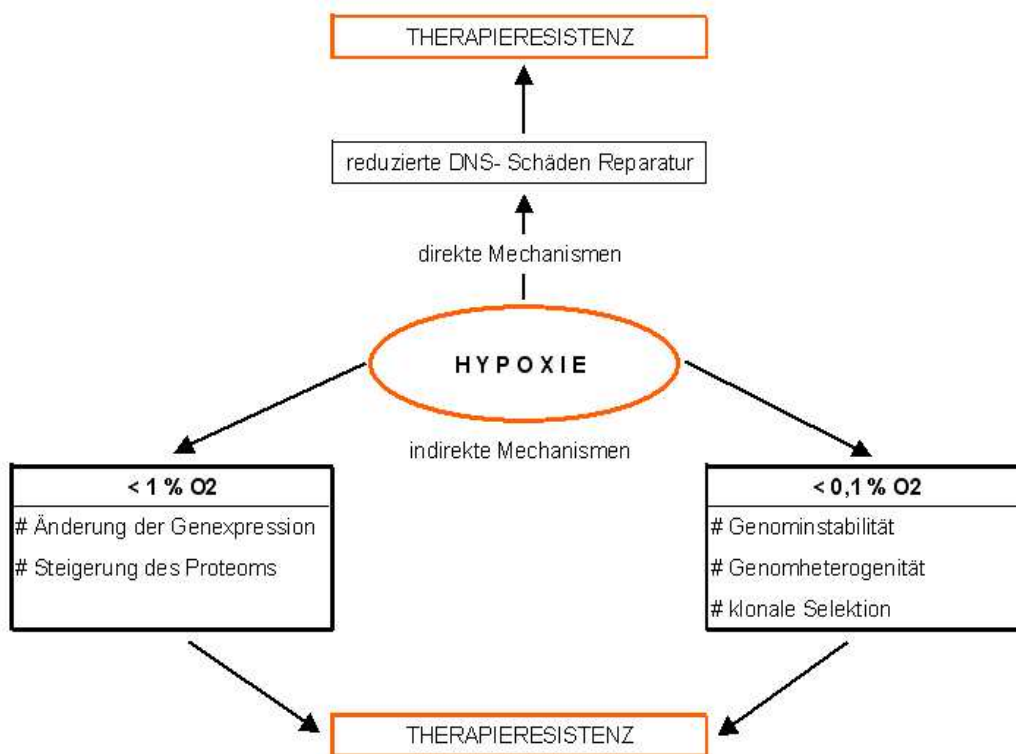 THERAPIERESISTENZ
reduzierte DNS- Schäden Reparatur
direkte Mechanismen
HYPOXIE
indirekte Mechanismen
< 1 % O2
# Änderung der Genexpression
# Steigerung des Proteoms
< 0,1 % O2
# Genominstabilität
# Genomheterogenität
# klonale Selektion
THERAPIERESISTENZ